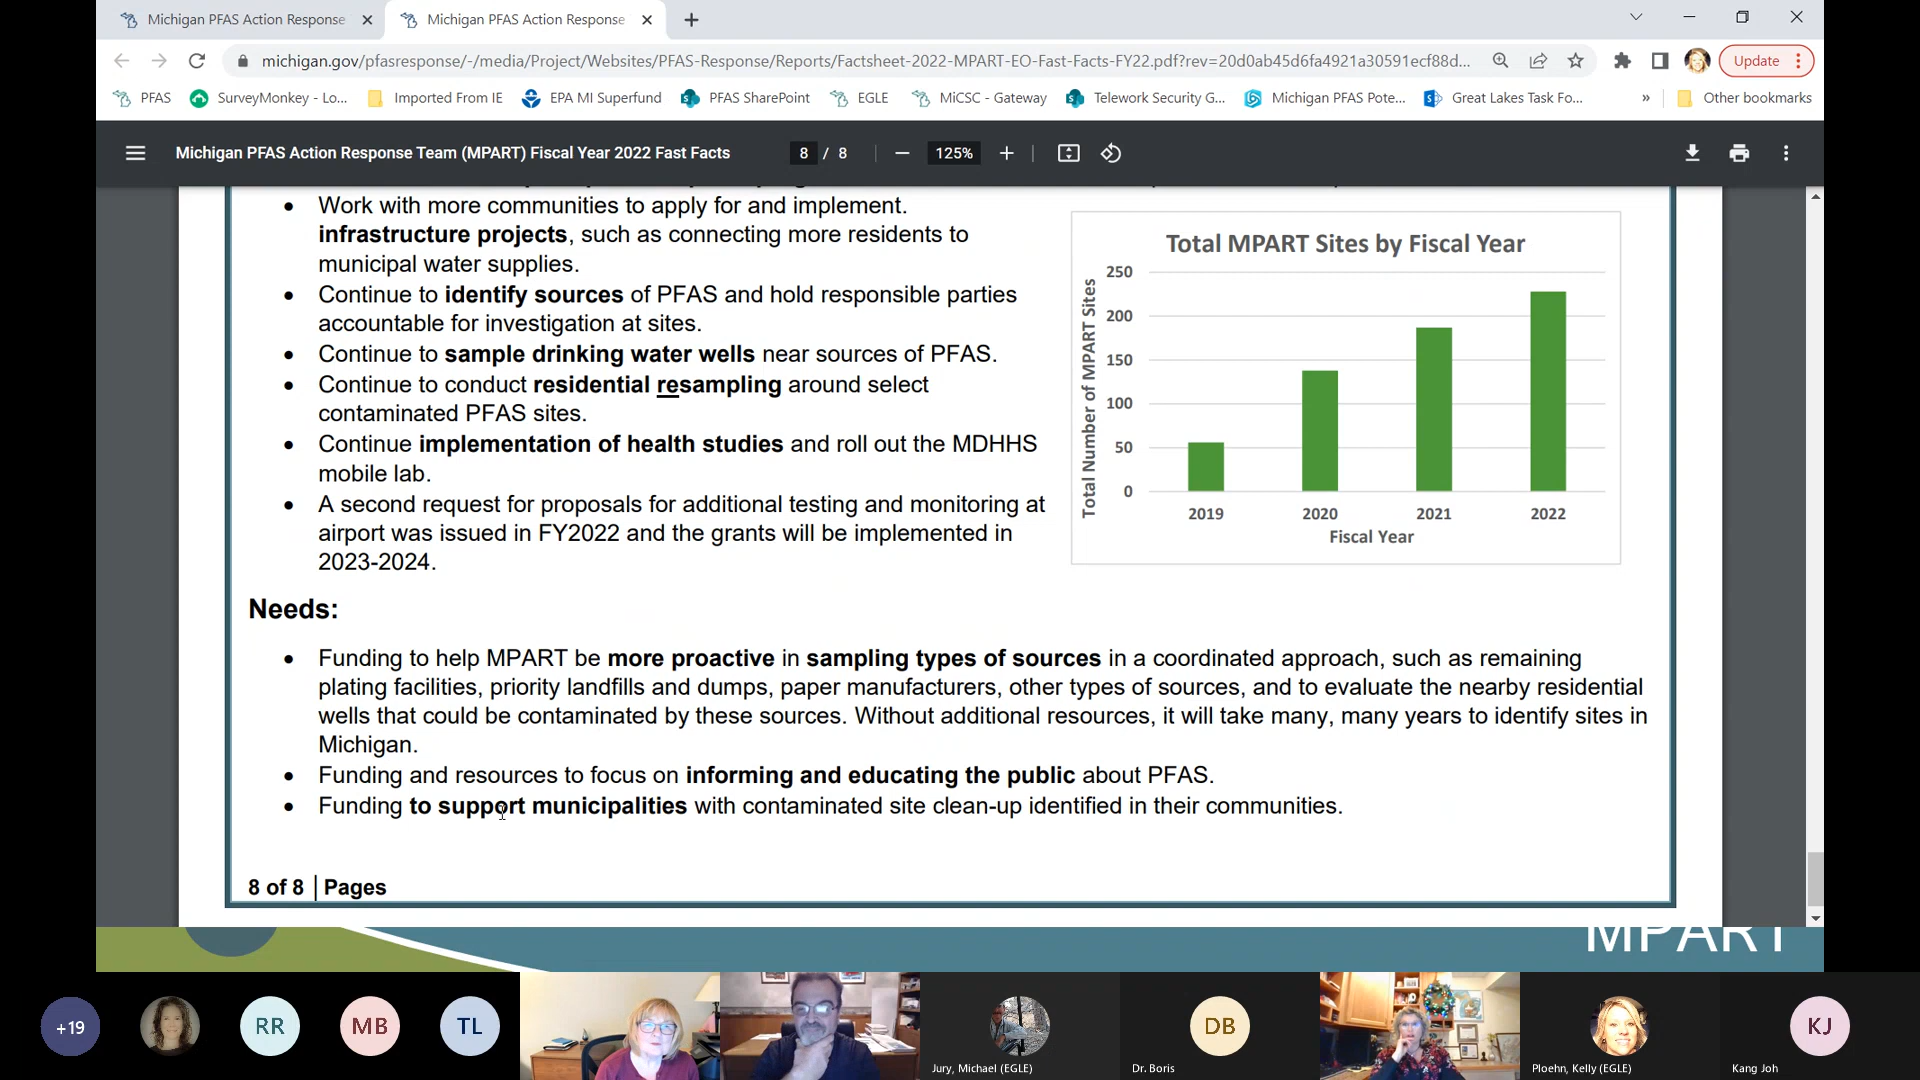 Michigan PFAS Action Response
Michigan PFAS Action Response
michigan.gov/pfasresponse/-/media/Project/Websites/PFAS-Response/Reports/Factsheet-2022-MPART-EO-Fast-Facts-FY22.pdf?rev=20d0ab45d6fa4921a30591ecf88d...
Update
PFAS
SurveyMonkey - Lo...
Imported From IE
EPA MI Superfund
PFAS SharePoint
EGLE
MiCSC - Gateway
Telework Security G...
Michigan PFAS Pote...
Great Lakes Task Fo...
»
Other bookmarks
Michigan PFAS Action Response Team (MPART) Fiscal Year 2022 Fast Facts
8 / 8
125%
• Work with more communities to apply for and implement.
infrastructure projects, such as connecting more residents to
municipal water supplies.
• Continue to identify sources of PFAS and hold responsible parties
accountable for investigation at sites.
• Continue to sample drinking water wells near sources of PFAS.
• Continue to conduct residential resampling around select
contaminated PFAS sites.
• Continue implementation of health studies and roll out the MDHHS
mobile lab.
• A second request for proposals for additional testing and monitoring at
airport was issued in FY2022 and the grants will be implemented in
2023-2024.
Total MPART Sites by Fiscal Year
Total Number of MPART Sites
250
200
150
100
50
0
2019
2020
2021
2022
Fiscal Year
Needs:
• Funding to help MPART be more proactive in sampling types of sources in a coordinated approach, such as remaining
plating facilities, priority landfills and dumps, paper manufacturers, other types of sources, and to evaluate the nearby residential
wells that could be contaminated by these sources. Without additional resources, it will take many, many years to identify sites in
Michigan.
• Funding and resources to focus on informing and educating the public about PFAS.
• Funding to support municipalities with contaminated site clean-up identified in their communities.
8 of 8 | Pages
MPART
+19
RR
MB
TL
Jury, Michael (EGLE)
DB
Dr. Boris
Ploehn, Kelly (EGLE)
KJ
Kang Joh